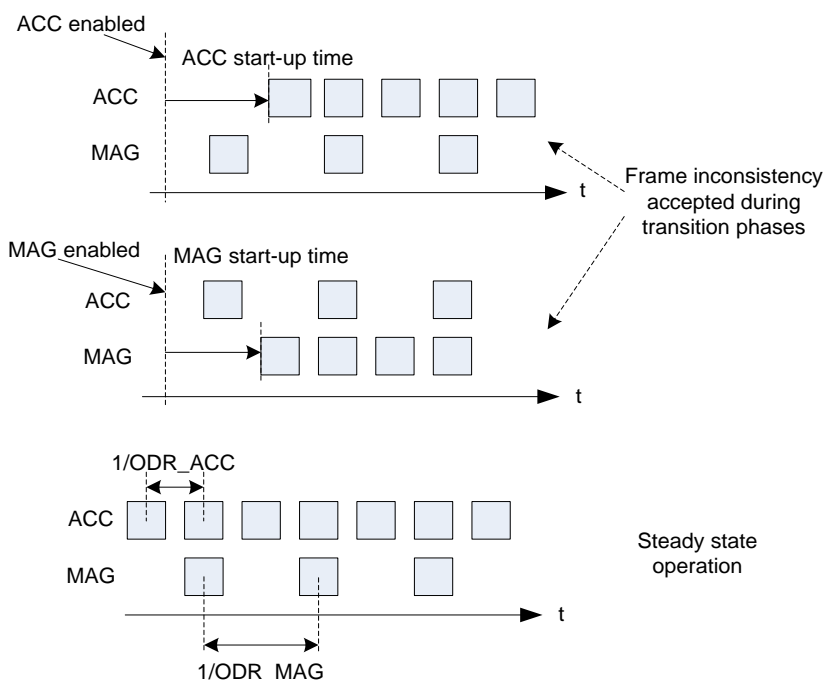 ACC enabled
ACC start-up time
ACC
MAG
t
Frame inconsistency
accepted during
transition phases
MAG enabled
MAG start-up time
ACC
MAG
t
1/ODR_ACC
ACC
MAG
t
1/ODR_MAG
Steady state
operation